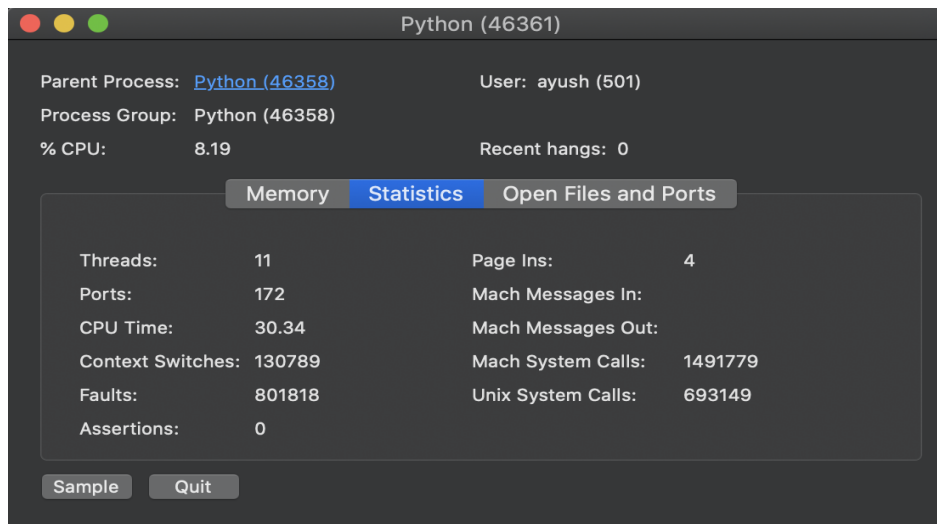 Python (46361)
Parent Process: Python (46358) User: ayush (501)
Process Group: Python (46358)
% CPU: 8.19 Recent hangs: 0
Memory Statistics Open Files and Ports
Threads: 11 Page Ins: 4
Ports: 172 Mach Messages In:
CPU Time: 30.34 Mach Messages Out:
Context Switches: 130789 Mach System Calls: 1491779
Faults: 801818 Unix System Calls: 693149
Assertions: 0
Sample Quit